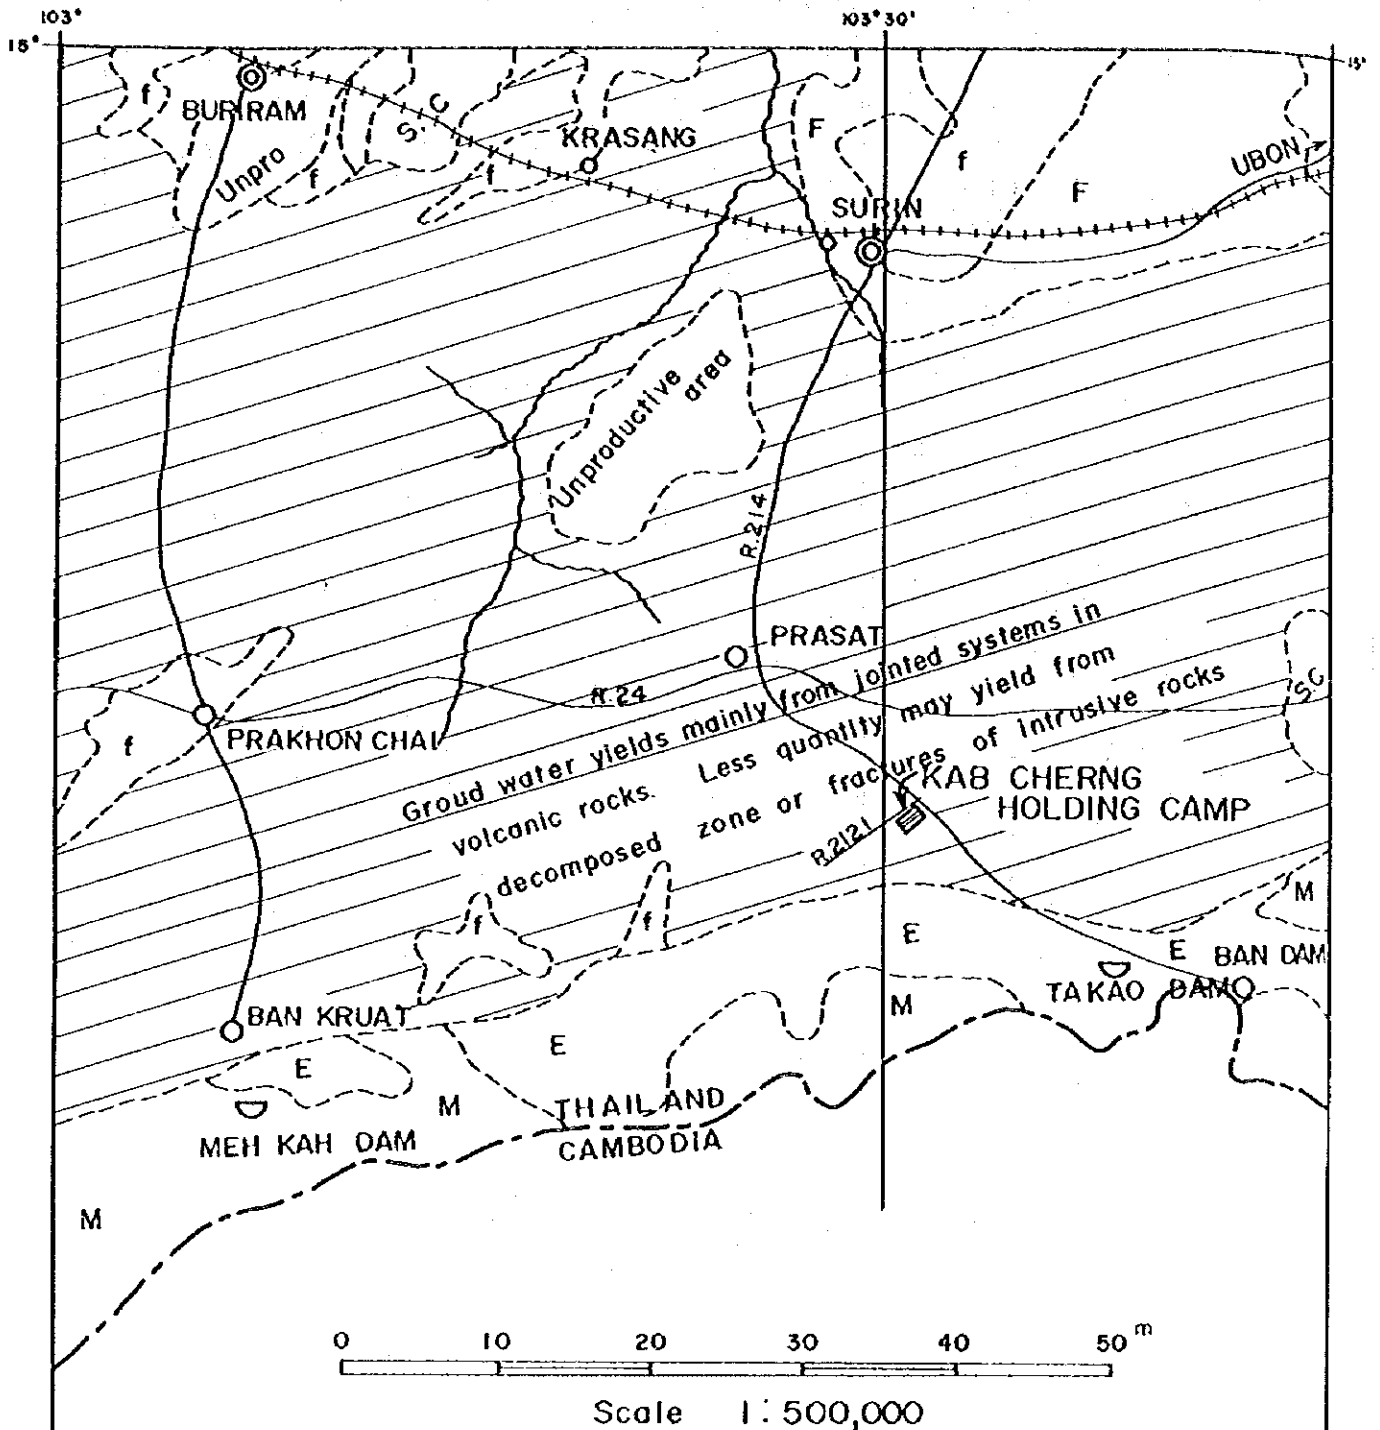 103°
103°30'
15°
15°
BURIRAM
S. C
KRASANG
f
F
f
F
UBON
Unpro
f
f
SURIN
Unproductive
area
R.214
PRASAT
R.24
f
PRAKHON CHAI
S C
Groud water yields mainly from jointed systems in
volcanic rocks. Less quantity may yield from
decomposed zone or fractures of intrusive rocks
KAB CHERNG
HOLDING CAMP
R.2121
f
f
M
E
E
BAN DAM
TAKAO DAM
M
BAN KRUAT
E
E
M
THAILAND
CAMBODIA
MEH KAH DAM
M
0 10 20 30 40 50 m
Scale 1:500,000